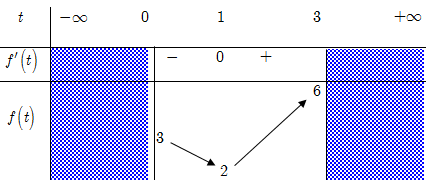 t −∞ 0 1 3 +∞
f′(t) − 0 +
6
f(t)
3
2